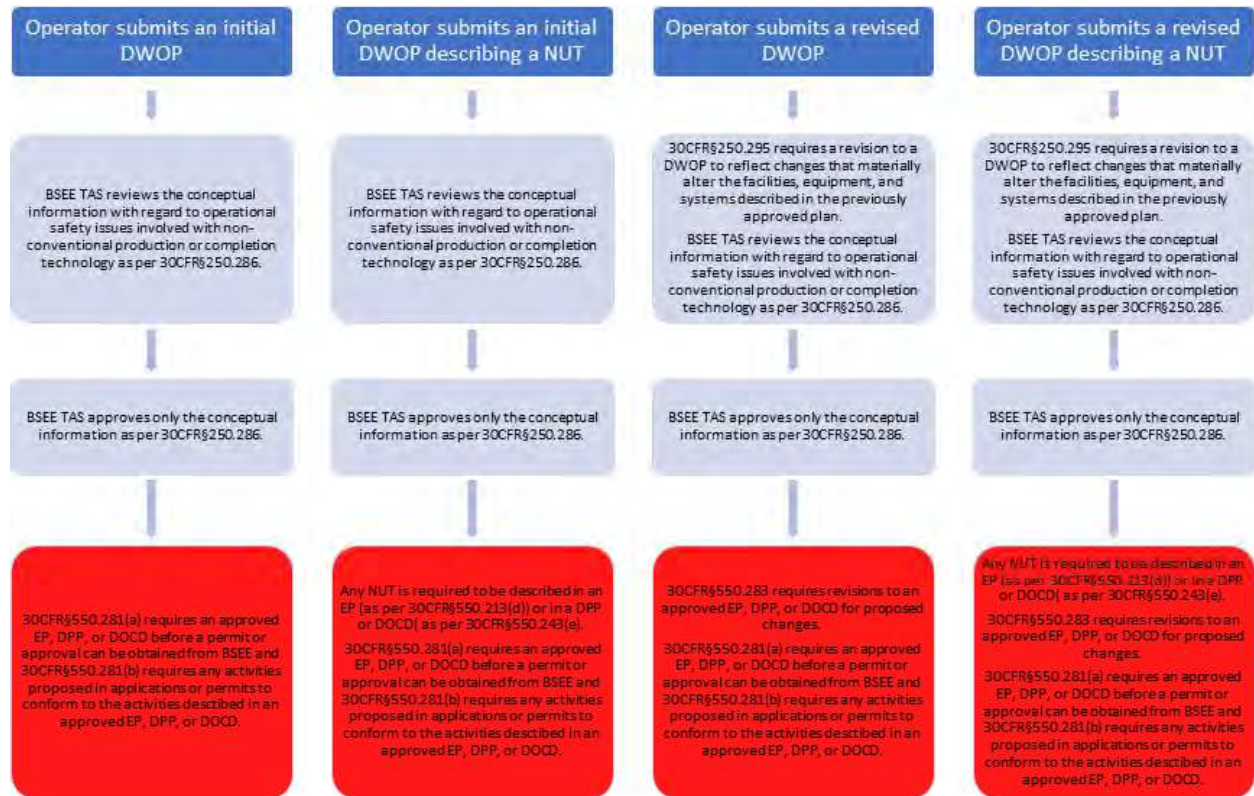 Operator submits an initial
DWOP
Operator submits an initial
DWOP describing a NUT
Operator submits a revised
DWOP
Operator submits a revised
DWOP describing a NUT
BSEE TAS reviews the conceptual
information with regard to operational
safety issues involved with non-
conventional production or completion
technology as per 30CFR§250.286.
BSEE TAS reviews the conceptual
information with regard to operational
safety issues involved with non-
conventional production or completion
technology as per 30CFR§250.286.
30CFR§250.295 requires a revision to a
DWOP to reflect changes that materially
alter the facilities, equipment, and
systems described in the previously
approved plan.
BSEE TAS reviews the conceptual
information with regard to operational
safety issues involved with non-
conventional production or completion
technology as per 30CFR§250.286.
30CFR§250.295 requires a revision to a
DWOP to reflect changes that materially
alter the facilities, equipment, and
systems described in the previously
approved plan.
BSEE TAS reviews the conceptual
information with regard to operational
safety issues involved with non-
conventional production or completion
technology as per 30CFR§250.286.
BSEE TAS approves only the conceptual
information as per 30CFR§250.286.
BSEE TAS approves only the conceptual
information as per 30CFR§250.286.
BSEE TAS approves only the conceptual
information as per 30CFR§250.286.
BSEE TAS approves only the conceptual
information as per 30CFR§250.286.
30CFR§550.281(a) requires an approved
EP, DPP, or DOCD before a permit or
approval can be obtained from BSEE and
30CFR§550.281(b) requires any activities
proposed in applications or permits to
conform to the activities described in an
approved EP, DPP, or DOCD.
Any NUT is required to be described in an
EP (as per 30CFR§550.213(d)) or in a DPP
or DOCD( as per 30CFR§550.243(e).
30CFR§550.281(a) requires an approved
EP, DPP, or DOCD before a permit or
approval can be obtained from BSEE and
30CFR§550.281(b) requires any activities
proposed in applications or permits to
conform to the activities described in an
approved EP, DPP, or DOCD.
30CFR§550.283 requires revisions to an
approved EP, DPP, or DOCD for proposed
changes.
30CFR§550.281(a) requires an approved
EP, DPP, or DOCD before a permit or
approval can be obtained from BSEE and
30CFR§550.281(b) requires any activities
proposed in applications or permits to
conform to the activities described in an
approved EP, DPP, or DOCD.
Any NUT is required to be described in an
EP (as per 30CFR§550.213(d)) or in a DPP
or DOCD( as per 30CFR§550.243(e).
30CFR§550.283 requires revisions to an
approved EP, DPP, or DOCD for proposed
changes.
30CFR§550.281(a) requires an approved
EP, DPP, or DOCD before a permit or
approval can be obtained from BSEE and
30CFR§550.281(b) requires any activities
proposed in applications or permits to
conform to the activities described in an
approved EP, DPP, or DOCD.